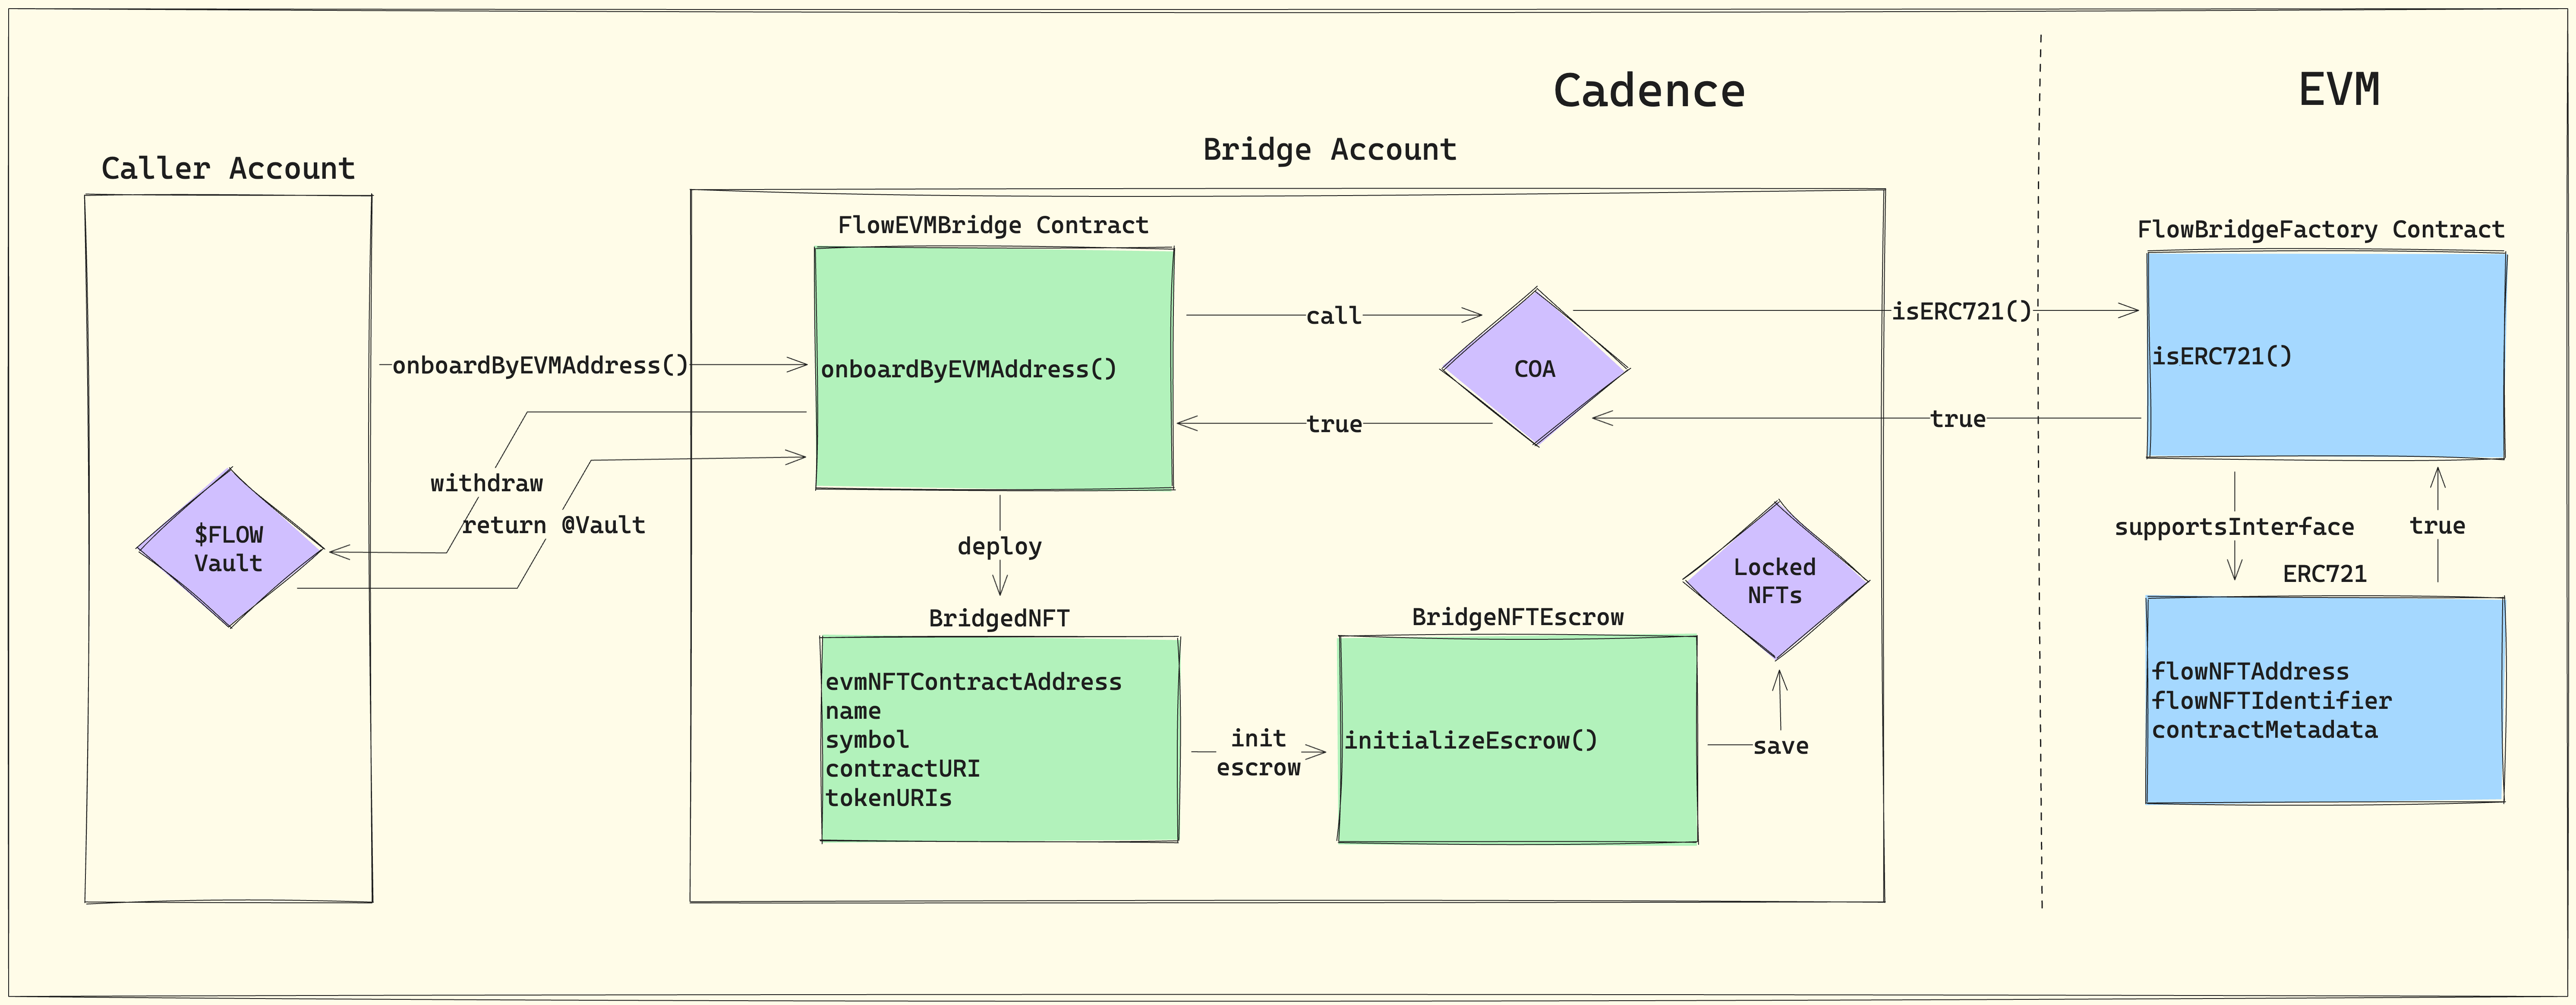 Cadence
EVM
Caller Account
Bridge Account
FlowEVMBridge Contract
FlowBridgeFactory Contract
onboardByEVMAddress()
onboardByEVMAddress()
call
COA
isERC721()
isERC721()
true
true
withdraw
return @Vault
$FLOW
Vault
deploy
Locked
NFTs
supportsInterface
true
ERC721
BridgedNFT
BridgeNFTEscrow
evmNFTContractAddress
name
symbol
contractURI
tokenURIs
init
escrow
initializeEscrow()
save
flowNFTAddress
flowNFTIdentifier
contractMetadata